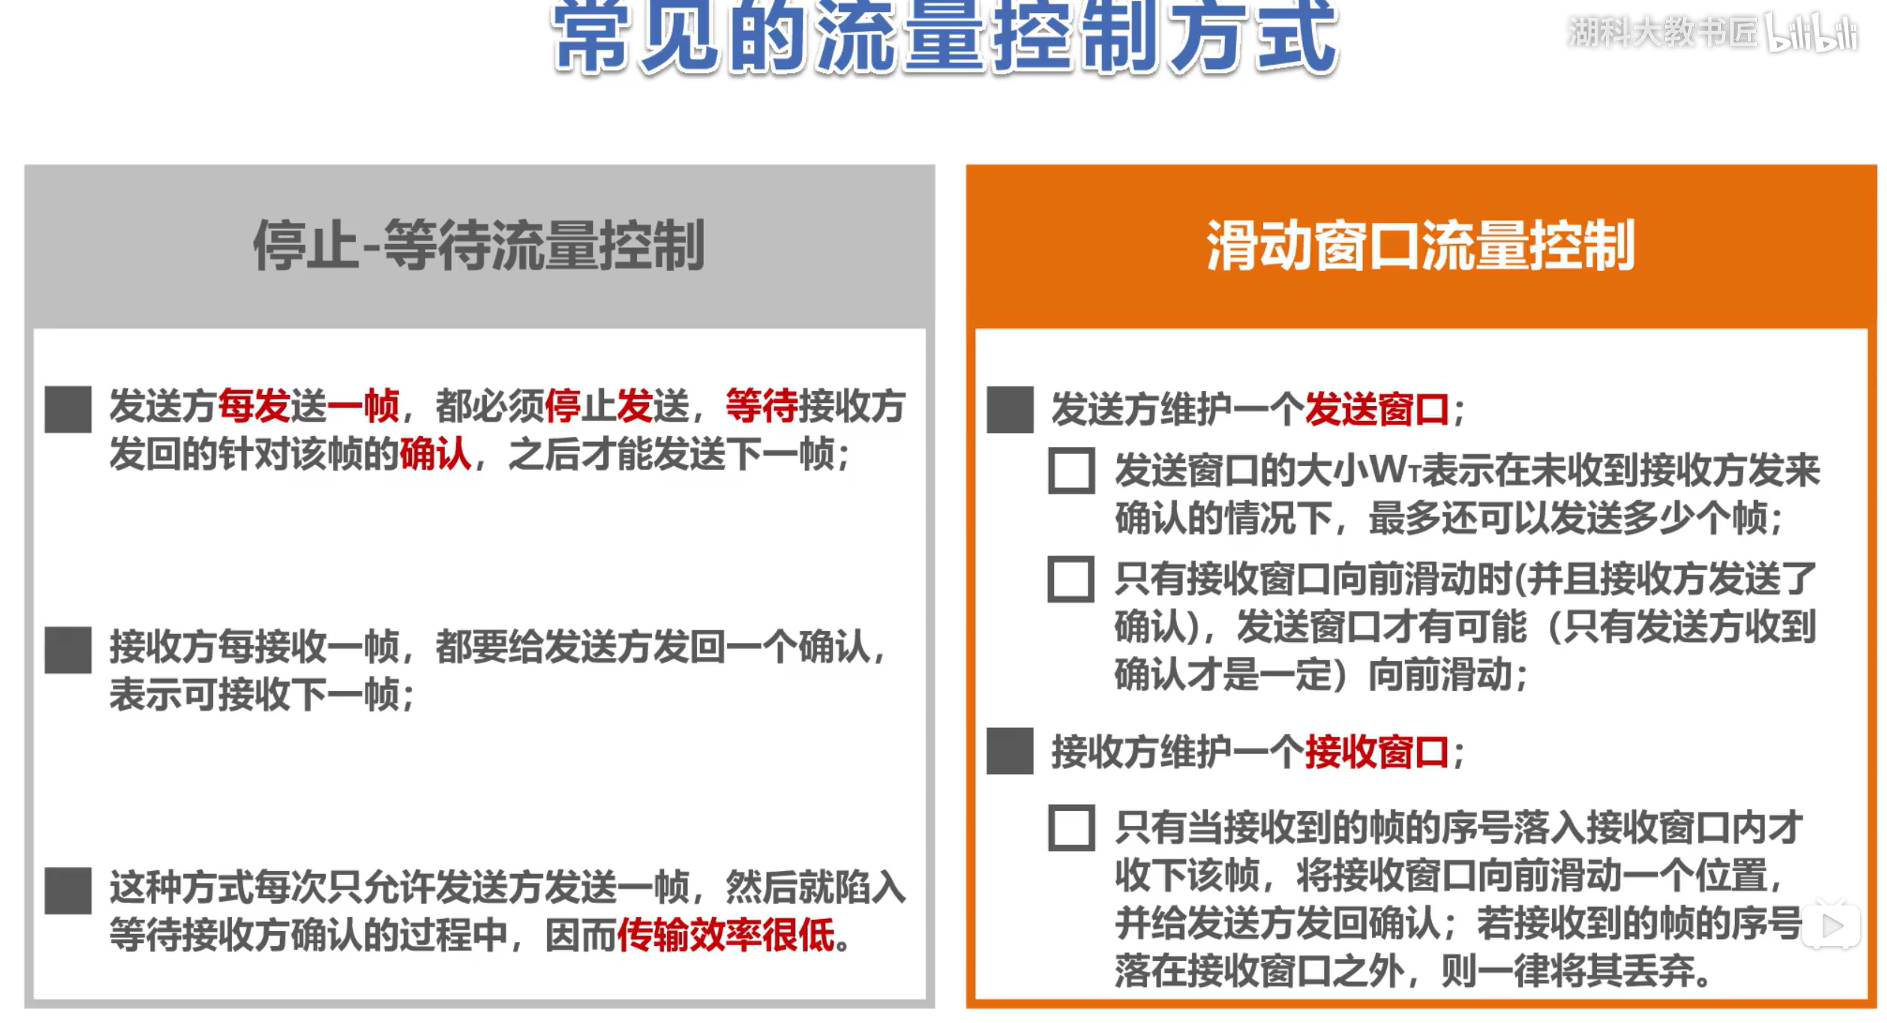 常见的流量控制方式
湖科大教书匠 bilibili
停止-等待流量控制
发送方每发送一帧，都必须停止发送，等待接收方
发回的针对该帧的确认，之后才能发送下一帧；
接收方每接收一帧，都要给发送方发回一个确认，
表示可接收下一帧；
这种方式每次只允许发送方发送一帧，然后就陷入
等待接收方确认的过程中，因而传输效率很低。
滑动窗口流量控制
发送方维护一个发送窗口；
发送窗口的大小WT表示在未收到接收方发来
确认的情况下，最多还可以发送多少个帧；
只有接收窗口向前滑动时(并且接收方发送了
确认)，发送窗口才有可能（只有发送方收到
确认才是一定）向前滑动；
接收方维护一个接收窗口；
只有当接收到的帧的序号落入接收窗口内才
收下该帧，将接收窗口向前滑动一个位置，
并给发送方发回确认；若接收到的帧的序号
落在接收窗口之外，则一律将其丢弃。